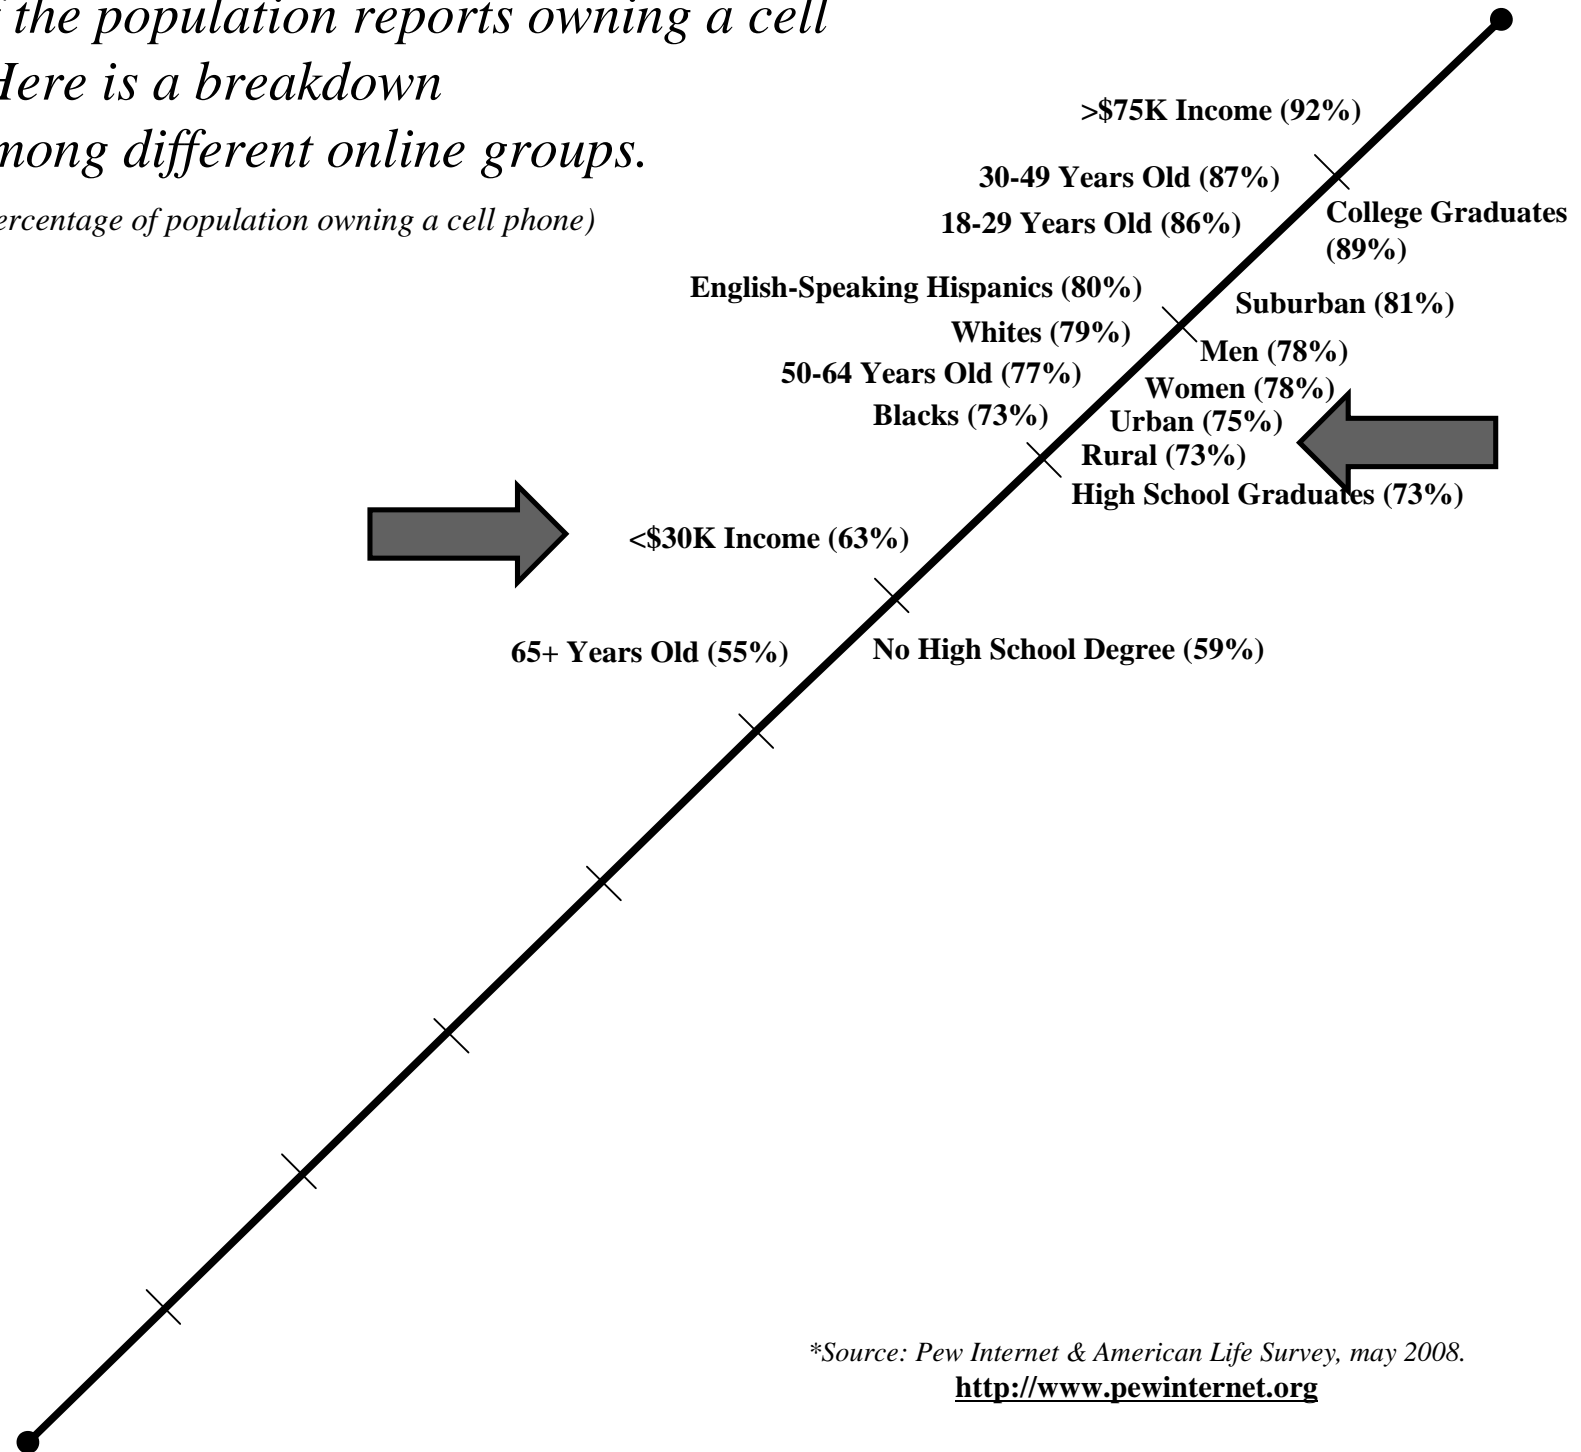 the population reports owning a cell
Here is a breakdown
among different online groups.
percentage of population owning a cell phone)
>$75K Income (92%)
30-49 Years Old (87%)
College Graduates
(89%)
18-29 Years Old (86%)
English-Speaking Hispanics (80%)
Suburban (81%)
Whites (79%)
Men (78%)
50-64 Years Old (77%)
Women (78%)
Blacks (73%)
Urban (75%)
Rural (73%)
High School Graduates (73%)
<$30K Income (63%)
65+ Years Old (55%)
No High School Degree (59%)
*Source: Pew Internet & American Life Survey, may 2008.
http://www.pewinternet.org